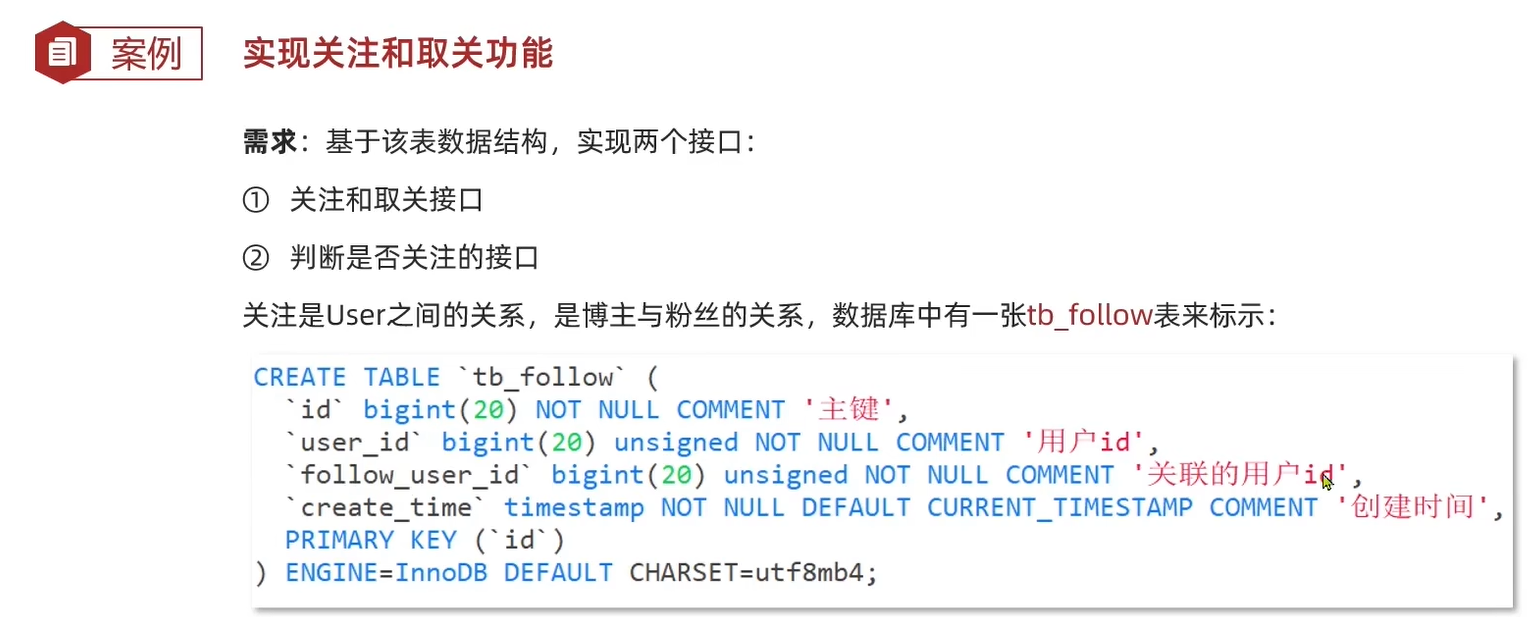 案例 实现关注和取关功能
需求：基于该表数据结构，实现两个接口：
① 关注和取关接口
② 判断是否关注的接口
关注是User之间的关系，是博主与粉丝的关系，数据库中有一张tb_follow表来标示：
CREATE TABLE `tb_follow` (
  `id` bigint(20) NOT NULL COMMENT '主键',
  `user_id` bigint(20) unsigned NOT NULL COMMENT '用户id',
  `follow_user_id` bigint(20) unsigned NOT NULL COMMENT '关联的用户id',
  `create_time` timestamp NOT NULL DEFAULT CURRENT_TIMESTAMP COMMENT '创建时间',
  PRIMARY KEY (`id`)
) ENGINE=InnoDB DEFAULT CHARSET=utf8mb4;